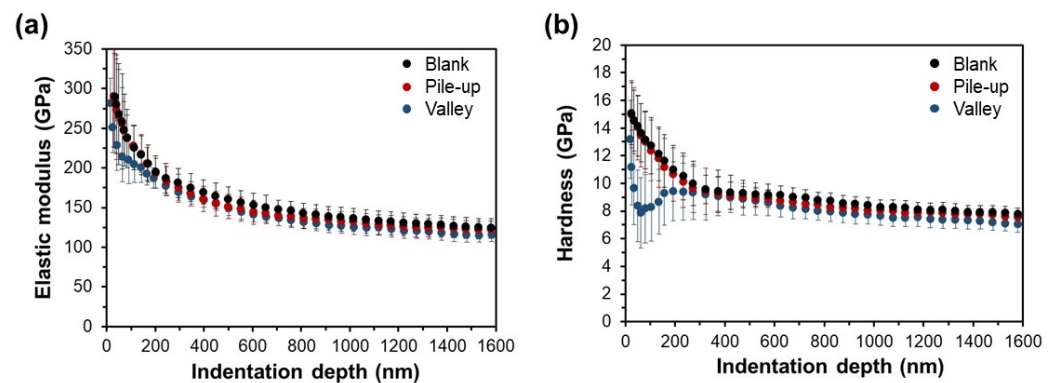 (a)
350
300
250
200
150
100
50
0
Elastic modulus (GPa)
Blank
Pile-up
Valley
0 200 400 600 800 1000 1200 1400 1600
Indentation depth (nm)
(b)
20
18
16
14
12
10
8
6
4
2
0
Hardness (GPa)
Blank
Pile-up
Valley
0 200 400 600 800 1000 1200 1400 1600
Indentation depth (nm)